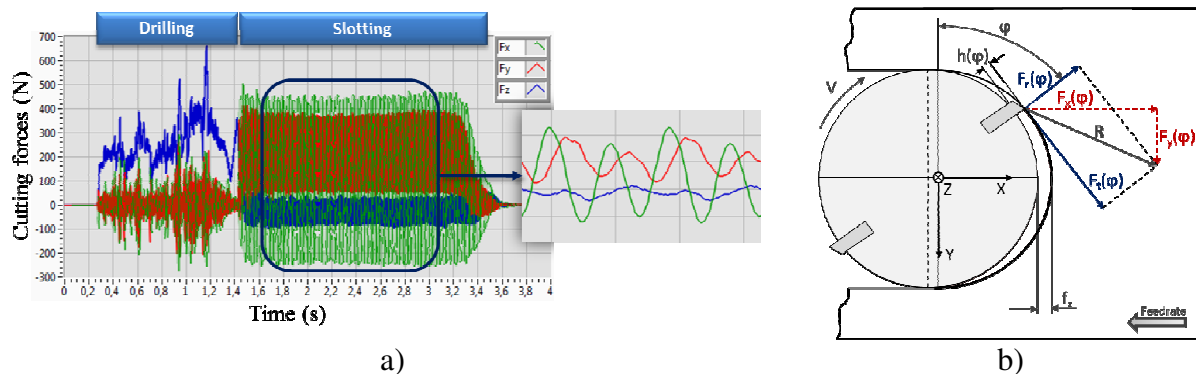 Drilling
Slotting
Cutting forces (N)
700
600
500
400
300
200
100
0
-100
-200
-300
Fx
Fy
Fz
0 0,2 0,4 0,6 0,8 1 1,2 1,4 1,6 1,8 2 2,2 2,4 2,6 2,8 3 3,2 3,4 3,6 3,8 4
Time (s)
a)
φ
h(φ)
V
Fr(φ)
Fx(φ)
R
Fy(φ)
Ft(φ)
X
Z
Y
fz
Feedrate
b)